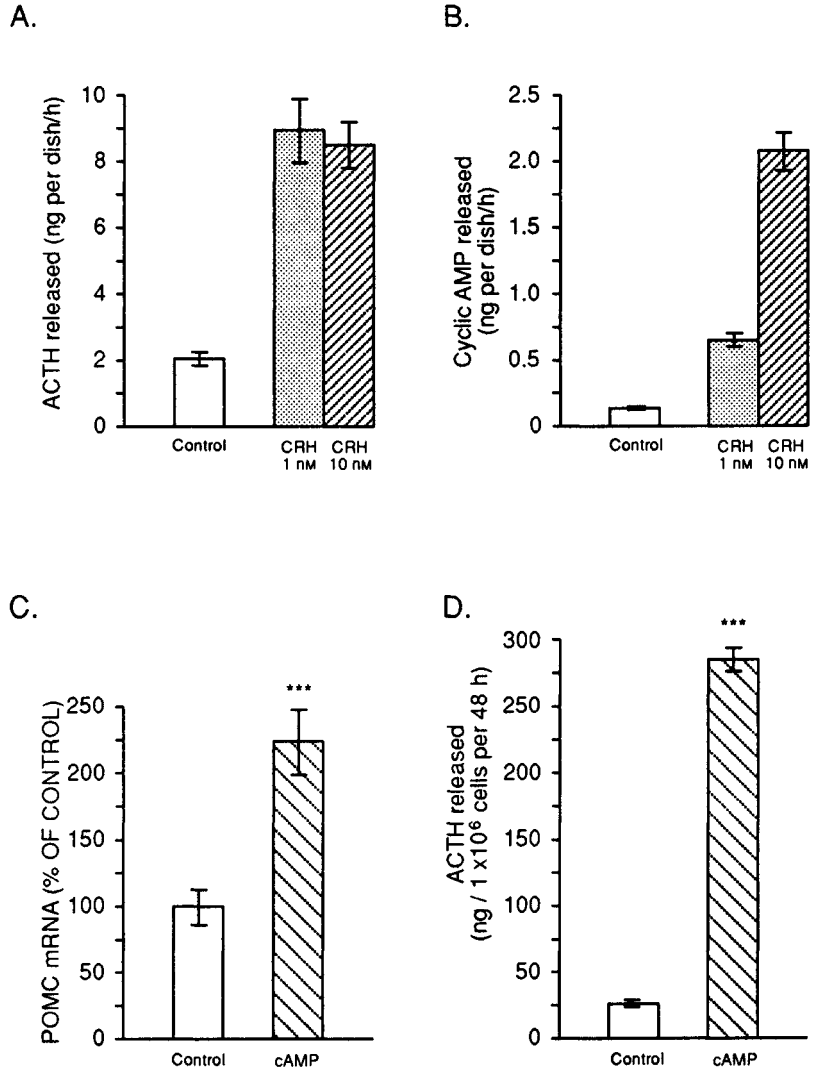 A.
ACTH released (ng per dish/h)
10
8
6
4
2
0
Control
CRH
1 nM
CRH
10 nM
B.
Cyclic AMP released
(ng per dish/h)
2.5
2.0
1.5
1.0
0.5
0
Control
CRH
1 nM
CRH
10 nM
C.
POMC mRNA (% OF CONTROL)
250
200
150
100
50
0
***
Control
cAMP
D.
ACTH released
(ng / 1 x10⁶ cells per 48 h)
300
250
200
150
100
50
0
***
Control
cAMP